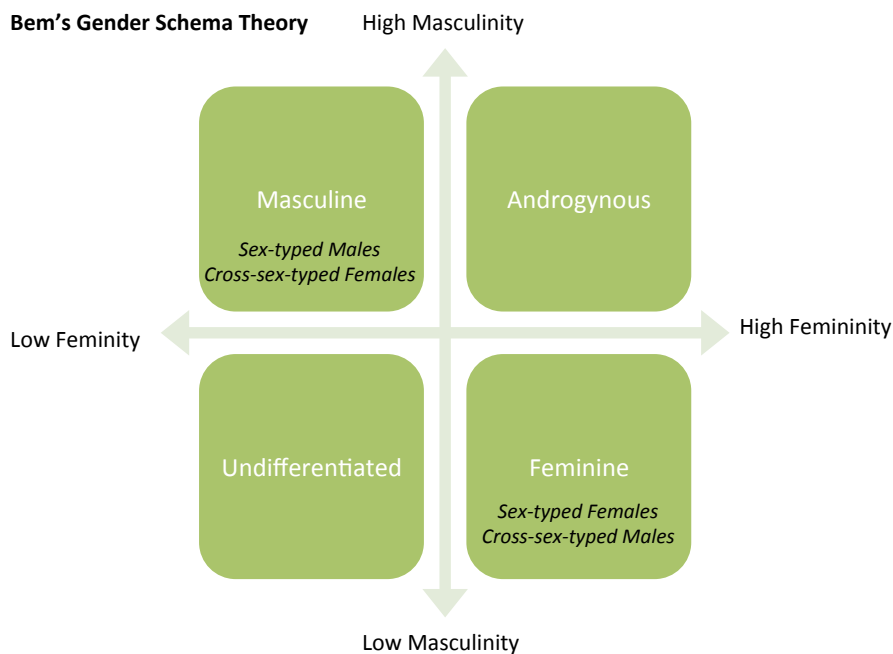 Bem’s Gender Schema Theory
High Masculinity
Masculine
Sex-typed Males
Cross-sex-typed Females
Androgynous
Low Feminity
High Femininity
Undifferentiated
Feminine
Sex-typed Females
Cross-sex-typed Males
Low Masculinity